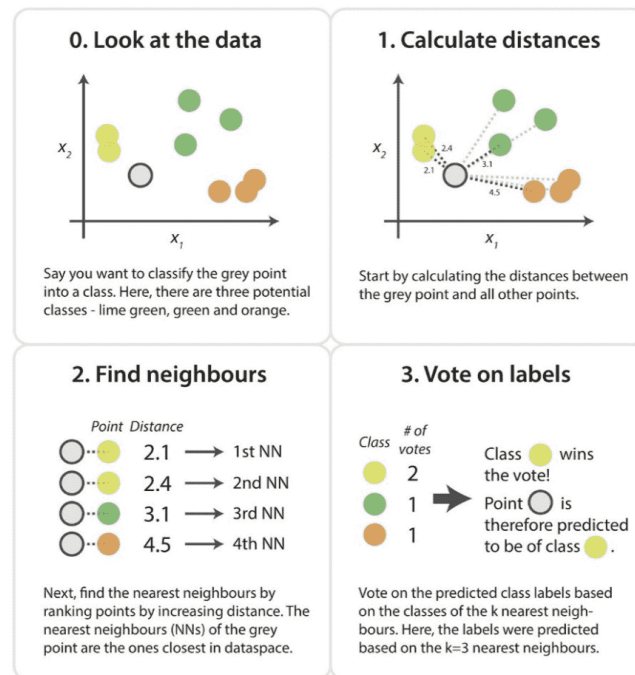 0. Look at the data
x2
x1
Say you want to classify the grey point
into a class. Here, there are three potential
classes - lime green, green and orange.
1. Calculate distances
x2
2.4
2.1
3.1
4.5
x1
Start by calculating the distances between
the grey point and all other points.
2. Find neighbours
Point Distance
2.1 → 1st NN
2.4 → 2nd NN
3.1 → 3rd NN
4.5 → 4th NN
Next, find the nearest neighbours by
ranking points by increasing distance. The
nearest neighbours (NNs) of the grey
point are the ones closest in dataspace.
3. Vote on labels
Class # of
votes
2
1
1
Class wins
the vote!
Point is
therefore predicted
to be of class .
Vote on the predicted class labels based
on the classes of the k nearest neigh-
bours. Here, the labels were predicted
based on the k=3 nearest neighbours.